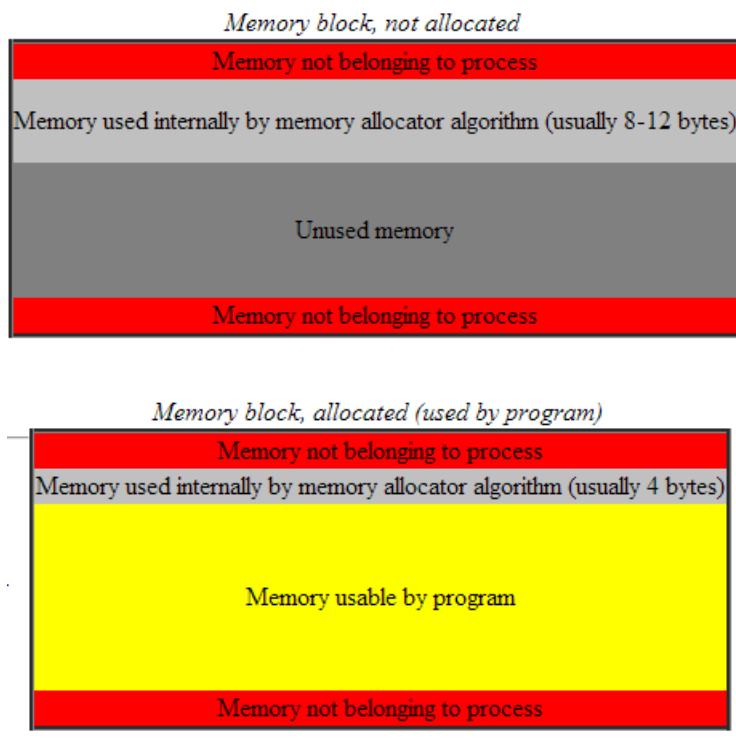 Memory block, not allocated
Memory not belonging to process
Memory used internally by memory allocator algorithm (usually 8-12 bytes)
Unused memory
Memory not belonging to process
Memory block, allocated (used by program)
Memory not belonging to process
Memory used internally by memory allocator algorithm (usually 4 bytes)
Memory usable by program
Memory not belonging to process